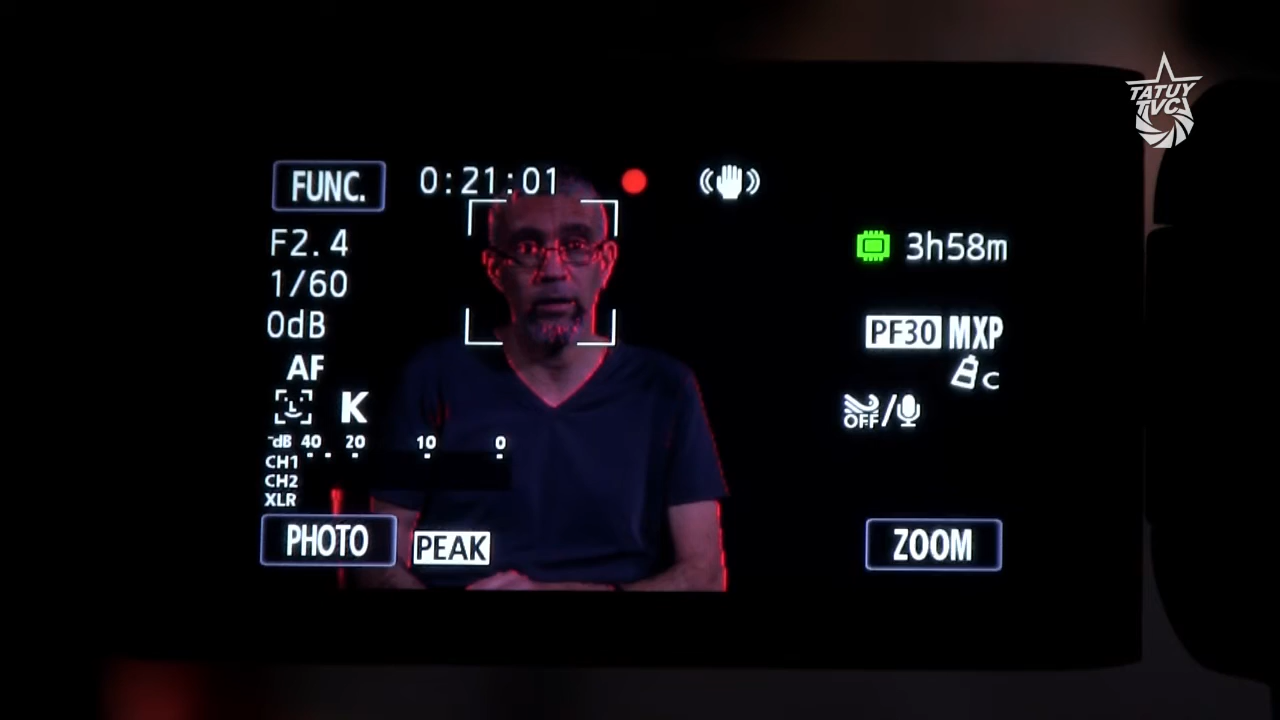 TATUY
TVC
FUNC.
0:21:01
F2.4
3h58m
1/60
0dB
PF30 MXP
AF
C
K
OFF/
-dB 40 20 10 0
CH1
CH2
XLR
PHOTO
PEAK
ZOOM